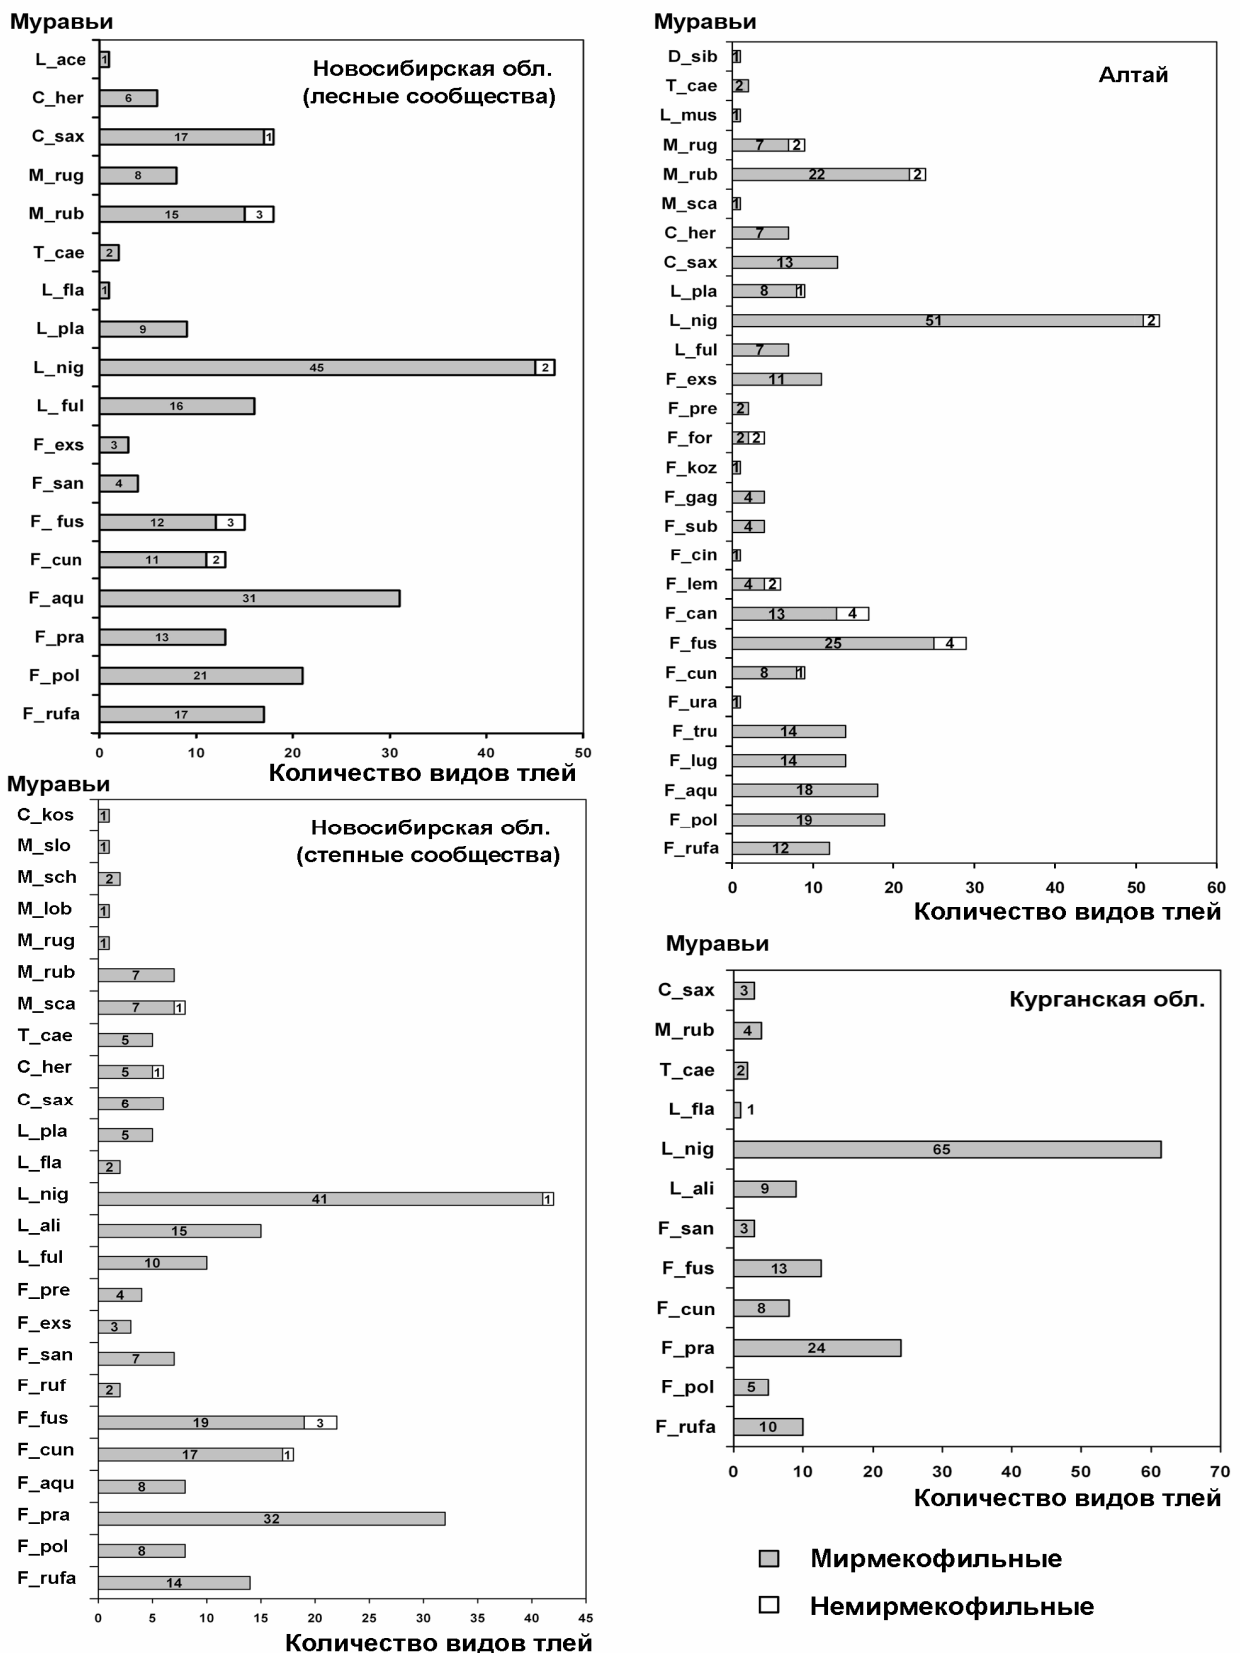 Муравьи
Новосибирская обл.
(лесные сообщества)
L_ace 1
C_her 6
C_sax 17 1
M_rug 8
M_rub 15 3
T_cae 2
L_fla 1
L_pla 9
L_nig 45 2
L_ful 16
F_exs 3
F_san 4
F_ fus 12 3
F_cun 11 2
F_aqu 31
F_pra 13
F_pol 21
F_rufa 17
0 10 20 30 40 50
Количество видов тлей
Муравьи
Новосибирская обл.
(степные сообщества)
C_kos 1
M_slo 1
M_sch 2
M_lob 1
M_rug 1
M_rub 7
M_sca 7 1
T_cae 5
C_her 5 1
C_sax 6
L_pla 5
L_fla 2
L_nig 41 1
L_ali 15
L_ful 10
F_pre 4
F_exs 3
F_san 7
F_ruf 2
F_fus 19 3
F_cun 17 1
F_aqu 8
F_pra 32
F_pol 8
F_rufa 14
0 5 10 15 20 25 30 35 40 45
Количество видов тлей
Муравьи
Алтай
D_sib 1
T_cae 2
L_mus 1
M_rug 7 2
M_rub 22 2
M_sca 1
C_her 7
C_sax 13
L_pla 8 1
L_nig 51 2
L_ful 7
F_exs 11
F_pre 2
F_for 2 2
F_koz 1
F_gag 4
F_sub 4
F_cin 1
F_lem 4 2
F_can 13 4
F_fus 25 4
F_cun 8 1
F_ura 1
F_tru 14
F_lug 14
F_aqu 18
F_pol 19
F_rufa 12
0 10 20 30 40 50 60
Количество видов тлей
Муравьи
Курганская обл.
C_sax 3
M_rub 4
T_cae 2
L_fla 1
L_nig 65
L_ali 9
F_san 3
F_fus 13
F_cun 8
F_pra 24
F_pol 5
F_rufa 10
0 10 20 30 40 50 60 70
Количество видов тлей
Мирмекофильные
Немирмекофильные